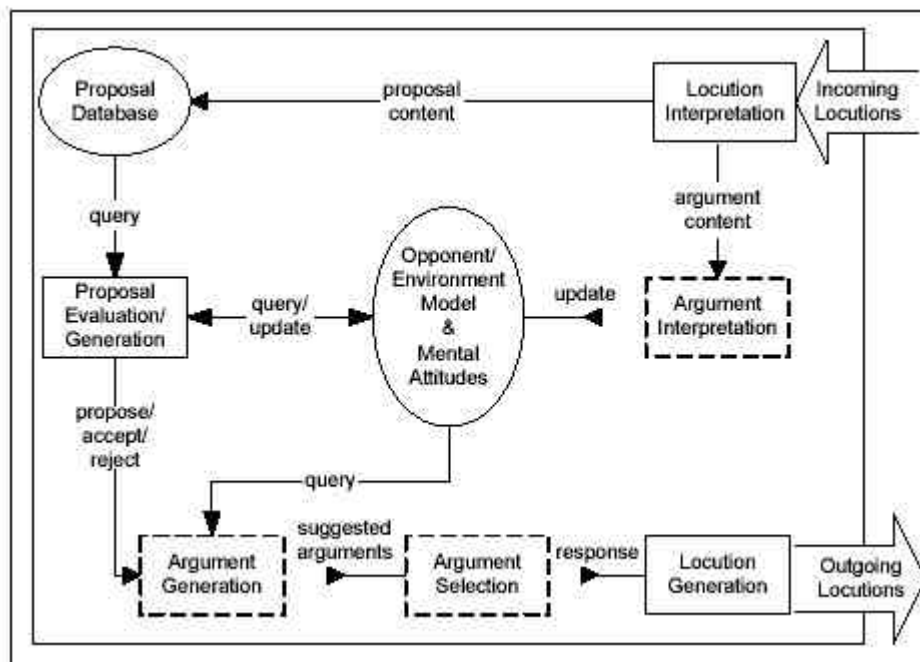 Proposal
Database
proposal
content
Locution
Interpretation
Incoming
Locutions
query
argument
content
Opponent/
Environment
Model
&
Mental
Attitudes
Proposal
Evaluation/
Generation
query/
update
update
Argument
Interpretation
propose/
accept/
reject
query
Argument
Generation
suggested
arguments
Argument
Selection
response
Locution
Generation
Outgoing
Locutions